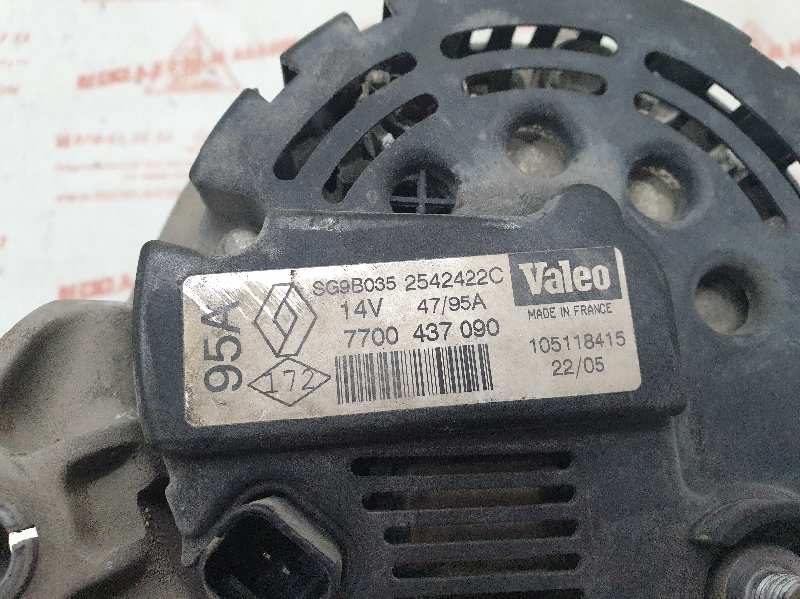 95A
SG9B035 2542422C
14V 47/95A
7700 437 090
172
Valeo
MADE IN FRANCE
105118415
22/05